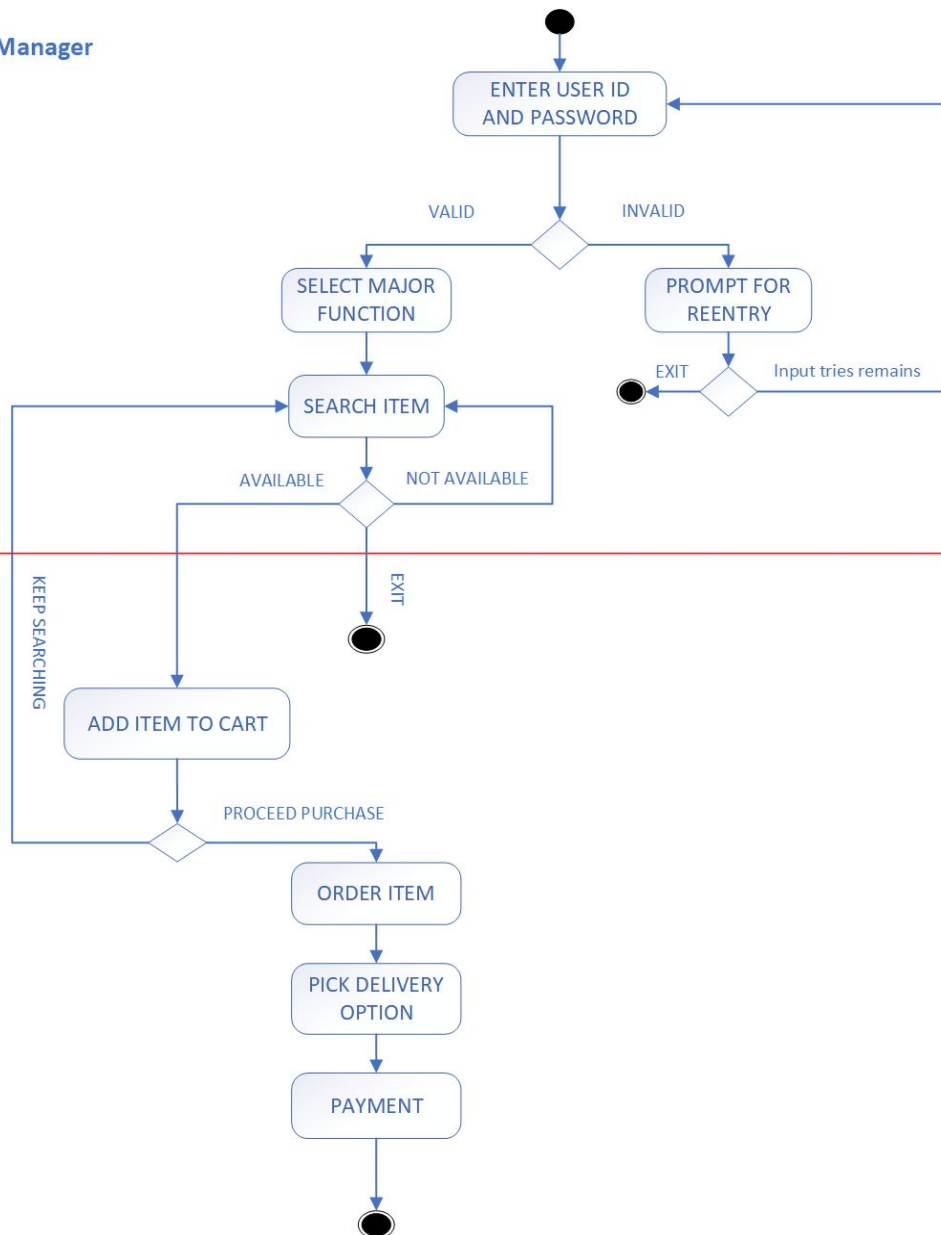 Manager
ENTER USER ID
AND PASSWORD
VALID
INVALID
SELECT MAJOR
FUNCTION
PROMPT FOR
REENTRY
EXIT
Input tries remains
SEARCH ITEM
AVAILABLE
NOT AVAILABLE
KEEP SEARCHING
EXIT
ADD ITEM TO CART
PROCEED PURCHASE
ORDER ITEM
PICK DELIVERY
OPTION
PAYMENT